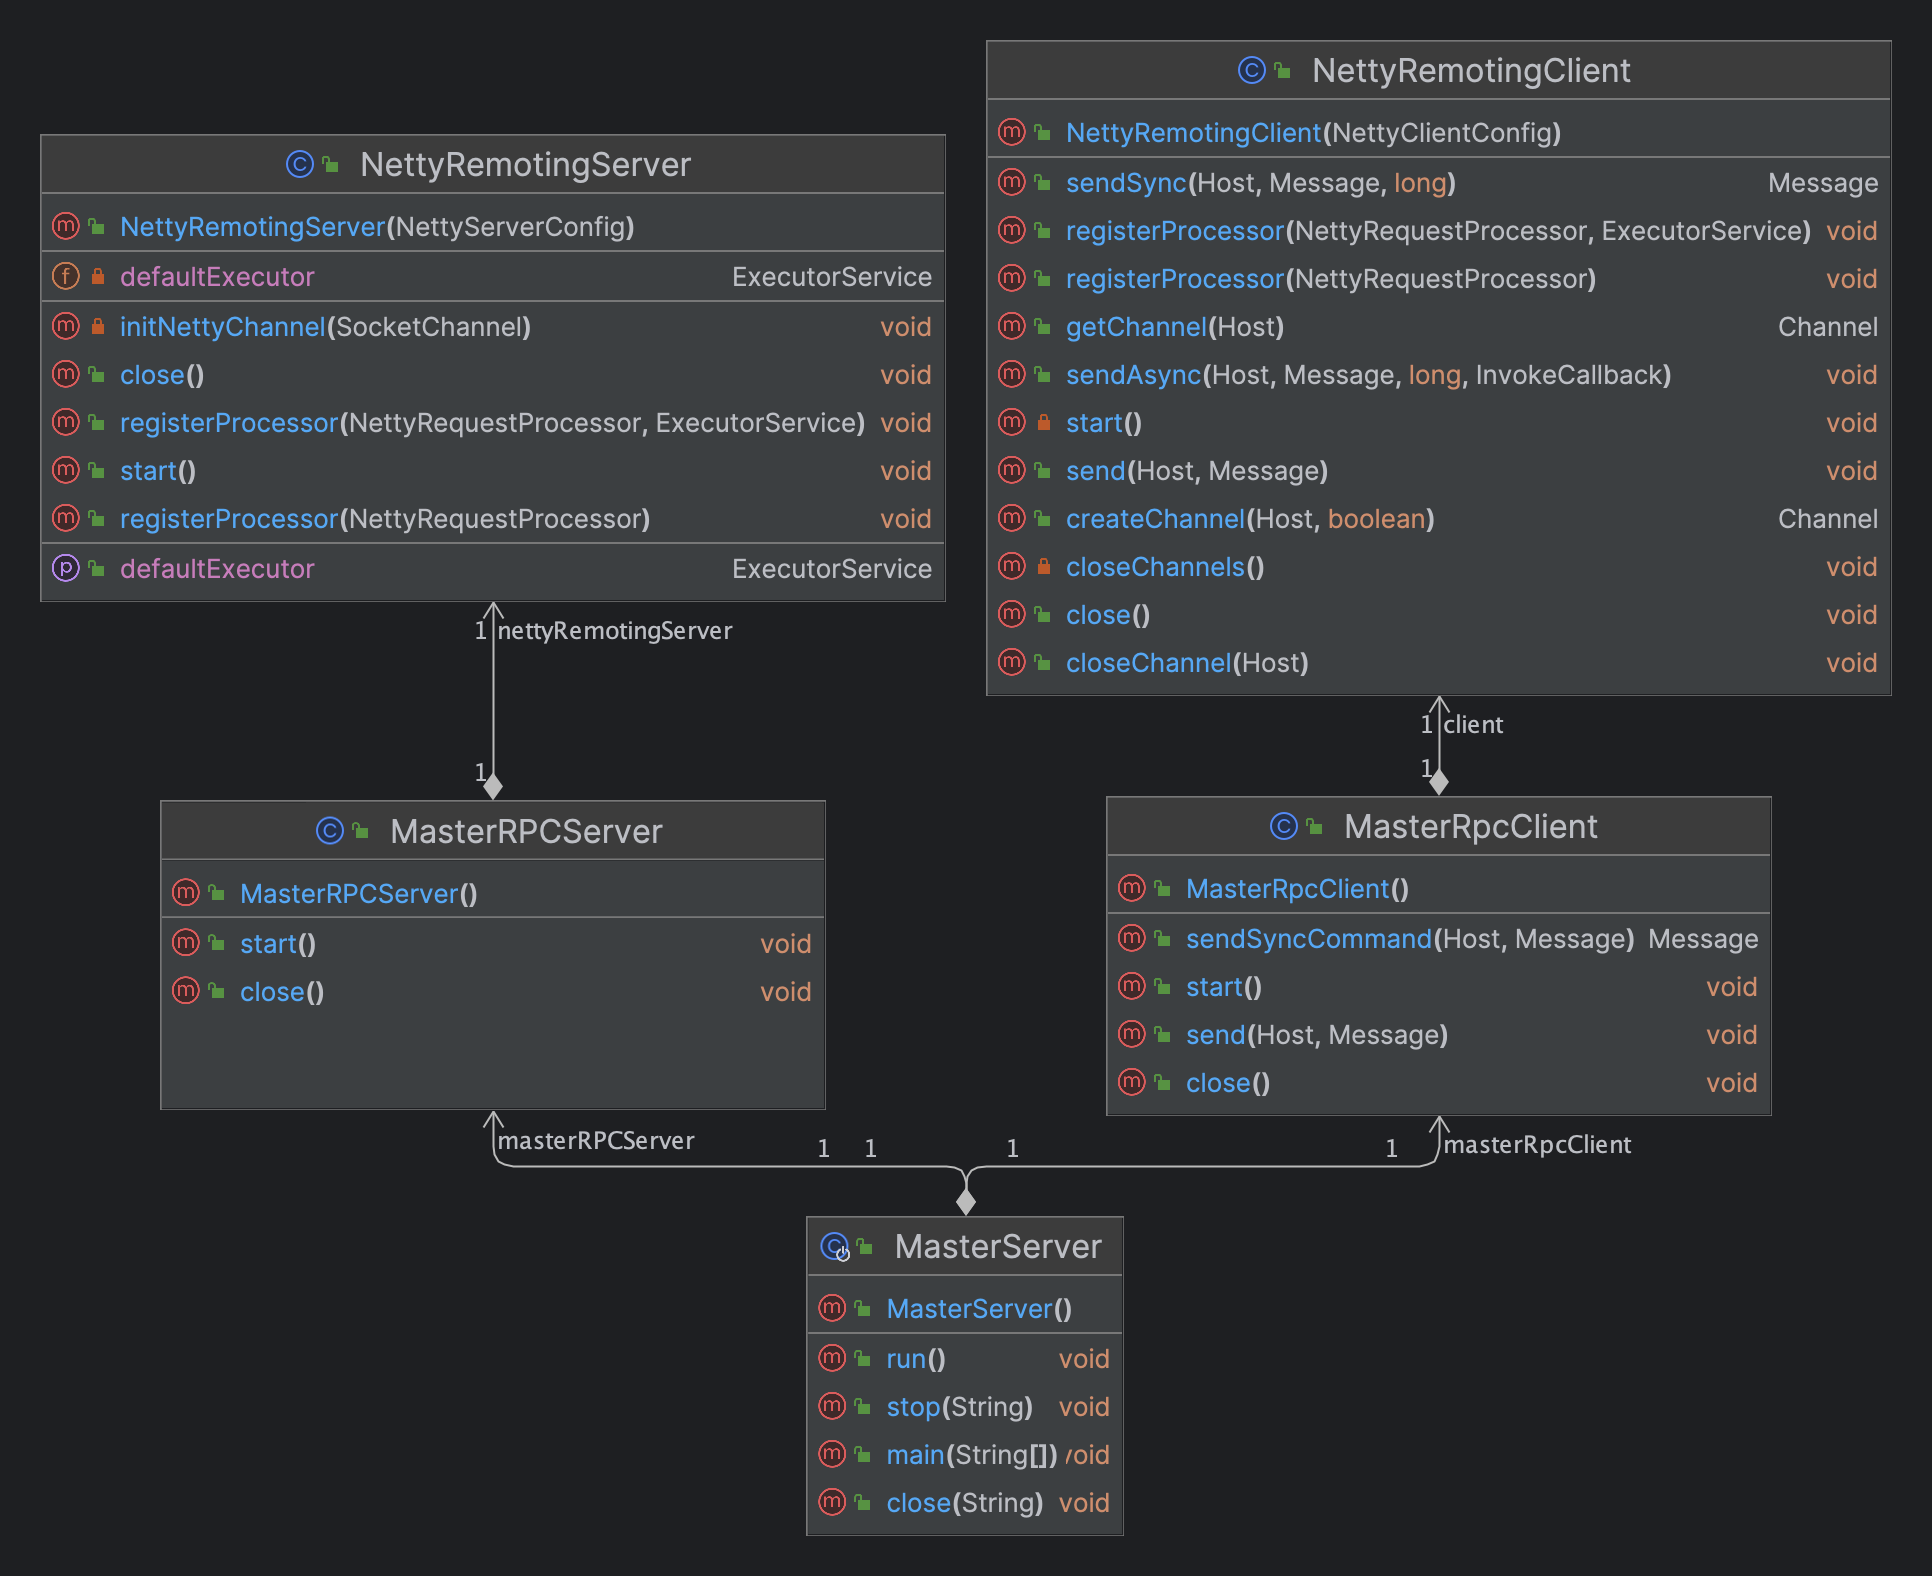 NettyRemotingServer
NettyRemotingServer(NettyServerConfig)
defaultExecutor ExecutorService
initNettyChannel(SocketChannel) void
close() void
registerProcessor(NettyRequestProcessor, ExecutorService) void
start() void
registerProcessor(NettyRequestProcessor) void
defaultExecutor ExecutorService
NettyRemotingClient
NettyRemotingClient(NettyClientConfig)
sendSync(Host, Message, long) Message
registerProcessor(NettyRequestProcessor, ExecutorService) void
registerProcessor(NettyRequestProcessor) void
getChannel(Host) Channel
sendAsync(Host, Message, long, InvokeCallback) void
start() void
send(Host, Message) void
createChannel(Host, boolean) Channel
closeChannels() void
close() void
closeChannel(Host) void
1 nettyRemotingServer
1
1 client
1
MasterRPCServer
MasterRPCServer()
start() void
close() void
MasterRpcClient
MasterRpcClient()
sendSyncCommand(Host, Message) Message
start() void
send(Host, Message) void
close() void
masterRPCServer 1 1 1 1 masterRpcClient
MasterServer
MasterServer()
run() void
stop(String) void
main(String[]) void
close(String) void